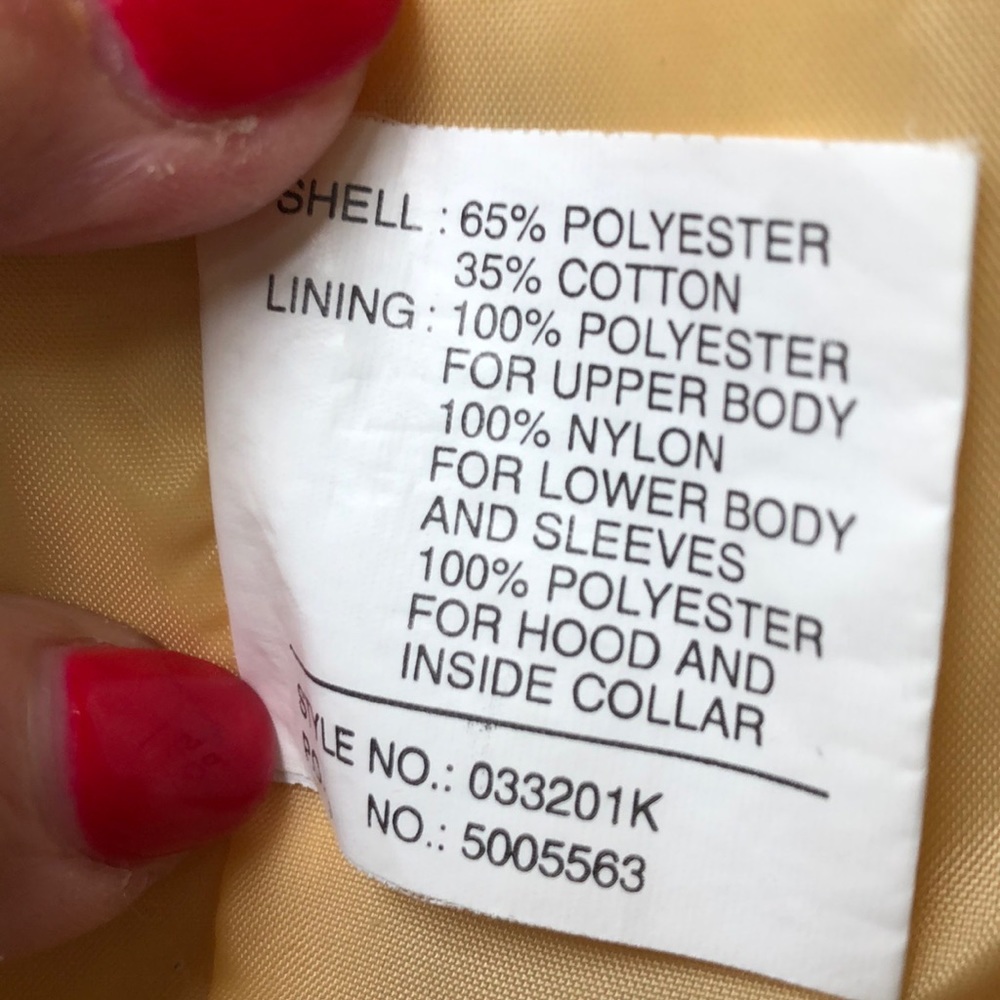 SHELL : 65% POLYESTER
35% COTTON
LINING : 100% POLYESTER
FOR UPPER BODY
100% NYLON
FOR LOWER BODY
AND SLEEVES
100% POLYESTER
FOR HOOD AND
INSIDE COLLAR
STYLE NO.: 033201K
PO NO.: 5005563